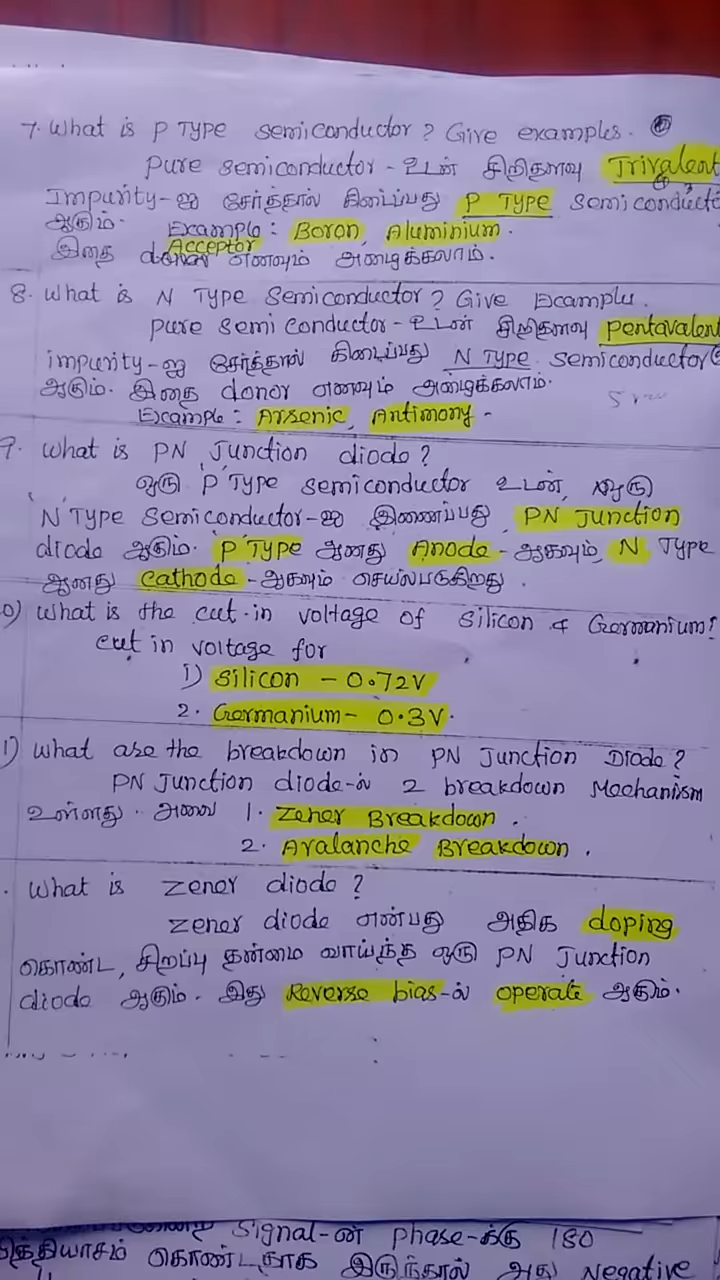 7. What is P Type semiconductor? Give examples.
pure semiconductor - உடன் சிறிதளவு Trivalent
Impurity-ஐ சேர்த்தால் கிடைப்பது P Type semiconducto
ஆகும். Example : Boron, Aluminium.
இதை Acceptor எனவும் அழைக்கலாம்.
8. What is N Type semiconductor? Give Example.
pure semi conductor - உடன் சிறிதளவு pentavalent
impurity-ஐ சேர்த்தால் கிடைப்பது N Type semiconductor
ஆகும். இதை donor எனவும் அழைக்கலாம்.
Example : Arsenic, Antimony -
9. What is PN Junction diode?
ஒரு 'P' Type semiconductor உடன், ஒரு
'N' Type semiconductor-ஐ இணைப்பது PN Junction
diode ஆகும். 'P' Type ஆனது Anode-ஆகவும், N Type
ஆனது cathode-ஆகவும் செயல்படுகிறது.
0) What is the cut-in voltage of silicon & Germanium?
cut in voltage for
1) silicon - 0.72V
2. Germanium - 0.3V.
1) What are the breakdown in PN Junction Diode?
PN Junction diode-ல் 2 breakdown Mechanism
உள்ளது. அவை 1. Zener Breakdown.
2. Avalanche Breakdown.
. What is zener diode?
zener diode என்பது அதிக doping
கொண்ட, சிறப்பு தன்மை வாய்ந்த ஒரு PN Junction
diode ஆகும். இது Reverse bias-ல் operate ஆகும்.
signal-ன் phase-க்கு 180
வித்தியாசம் கொண்டதாக இருந்தால் அது Negative